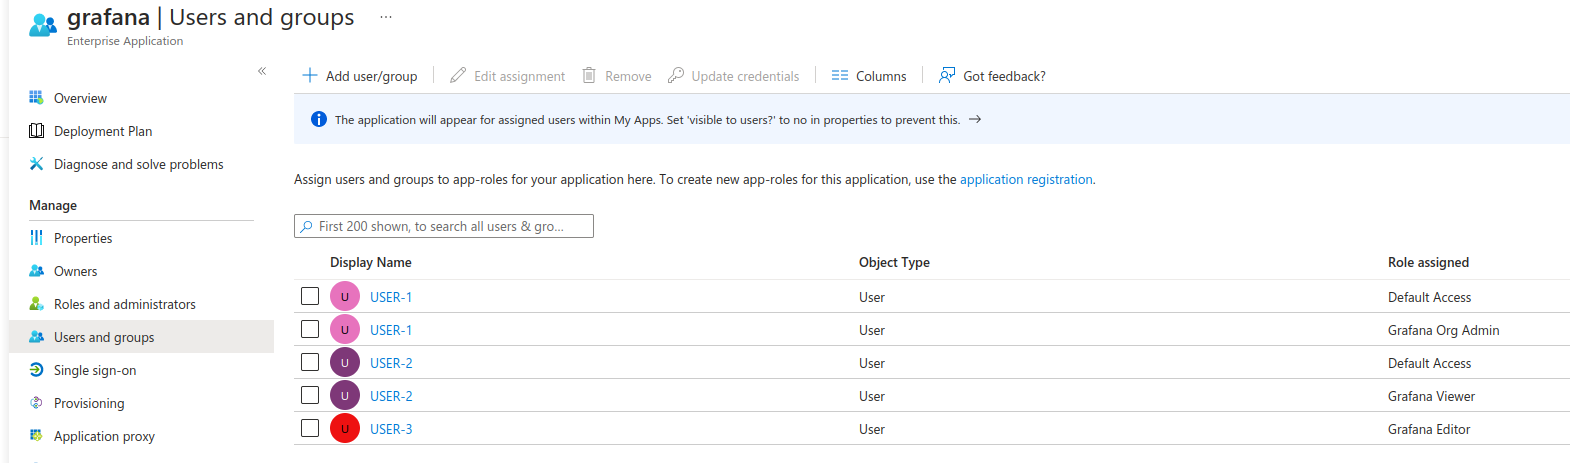 grafana | Users and groups ...
Enterprise Application
«
Overview
Deployment Plan
Diagnose and solve problems
Manage
Properties
Owners
Roles and administrators
Users and groups
Single sign-on
Provisioning
Application proxy
Add user/group Edit assignment Remove Update credentials Columns Got feedback?
The application will appear for assigned users within My Apps. Set 'visible to users?' to no in properties to prevent this. →
Assign users and groups to app-roles for your application here. To create new app-roles for this application, use the application registration.
First 200 shown, to search all users & gro...
Display Name Object Type Role assigned
U USER-1 User Default Access
U USER-1 User Grafana Org Admin
U USER-2 User Default Access
U USER-2 User Grafana Viewer
U USER-3 User Grafana Editor